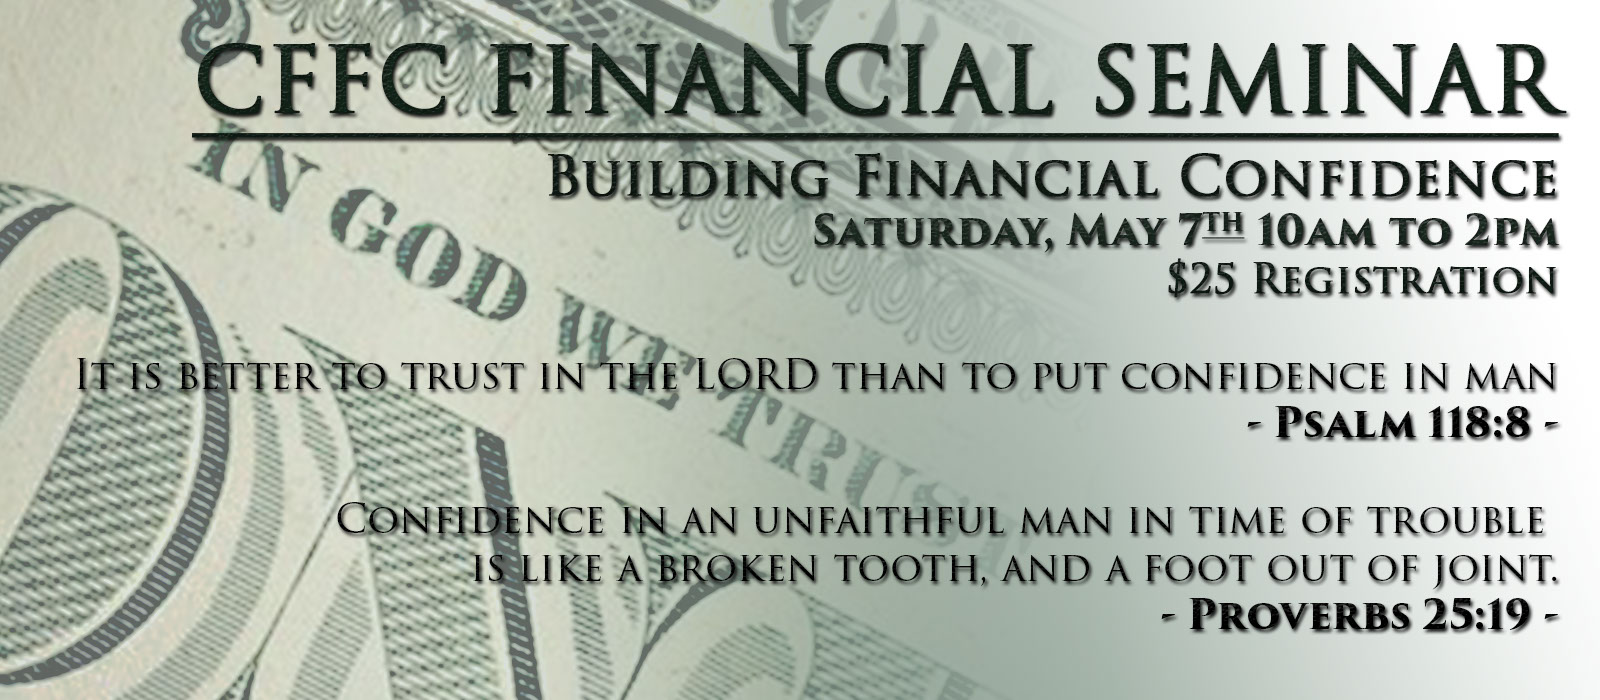 CFFC FINANCIAL SEMINAR
BUILDING FINANCIAL CONFIDENCE
SATURDAY, MAY 7TH 10AM TO 2PM
$25 REGISTRATION
IN GOD WE TRUST
IT IS BETTER TO TRUST IN THE LORD THAN TO PUT CONFIDENCE IN MAN
- PSALM 118:8 -
CONFIDENCE IN AN UNFAITHFUL MAN IN TIME OF TROUBLE
IS LIKE A BROKEN TOOTH, AND A FOOT OUT OF JOINT.
- PROVERBS 25:19 -